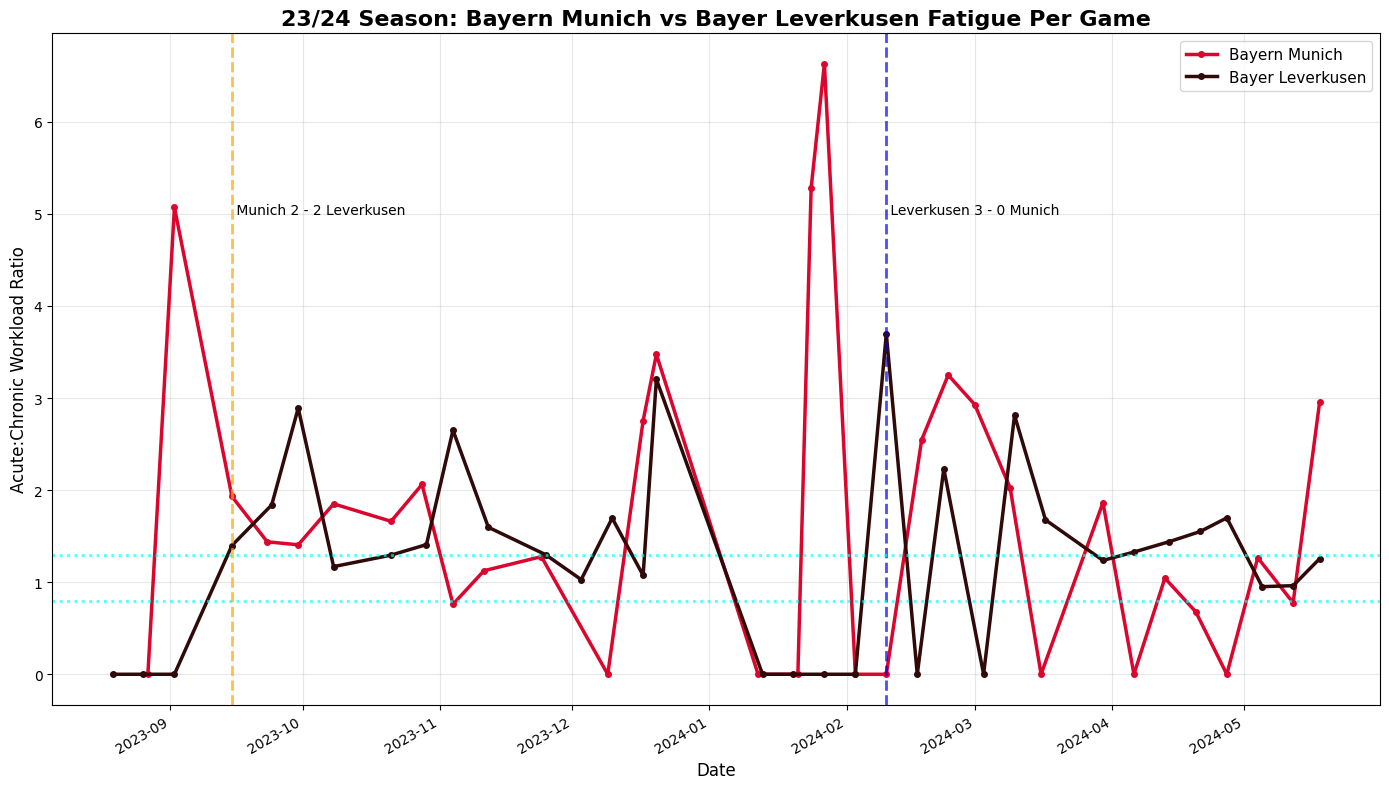 23/24 Season: Bayern Munich vs Bayer Leverkusen Fatigue Per Game
Bayern Munich
Bayer Leverkusen
Munich 2 - 2 Leverkusen
Leverkusen 3 - 0 Munich
Acute:Chronic Workload Ratio
6
5
4
3
2
1
0
2023-09
2023-10
2023-11
2023-12
2024-01
2024-02
2024-03
2024-04
2024-05
Date